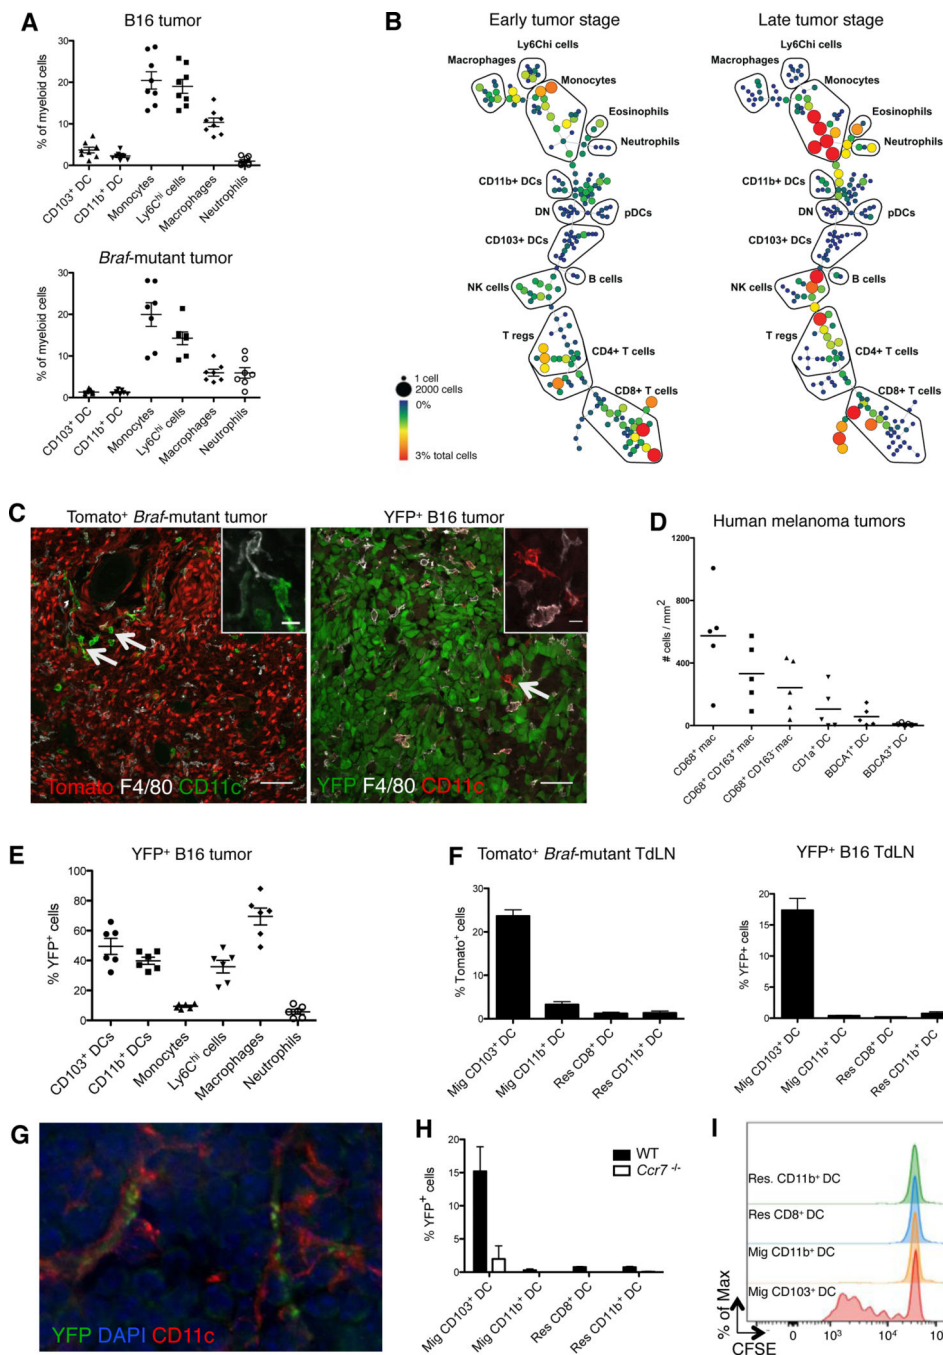 A
B16 tumor
% of myeloid cells
30
20
10
0
CD103+ DC
CD11b+ DC
Monocytes
Ly6Chi cells
Macrophages
Neutrophils
Braf-mutant tumor
% of myeloid cells
30
20
10
0
CD103+ DC
CD11b+ DC
Monocytes
Ly6Chi cells
Macrophages
Neutrophils
B
Early tumor stage
Ly6Chi cells
Macrophages
Monocytes
Eosinophils
Neutrophils
CD11b+ DCs
DN
pDCs
CD103+ DCs
B cells
NK cells
T regs
CD4+ T cells
CD8+ T cells
1 cell
2000 cells
0%
3% total cells
Late tumor stage
Ly6Chi cells
Macrophages
Monocytes
Eosinophils
Neutrophils
CD11b+ DCs
DN
pDCs
CD103+ DCs
B cells
NK cells
T regs
CD4+ T cells
CD8+ T cells
C
Tomato+ Braf-mutant tumor
Tomato F4/80 CD11c
YFP+ B16 tumor
YFP F4/80 CD11c
D
Human melanoma tumors
# cells / mm2
1200
800
400
0
CD68+ mac
CD68+ CD163+ mac
CD68+ CD163- mac
CD1a+ DC
BDCA1+ DC
BDCA3+ DC
E
YFP+ B16 tumor
% YFP+ cells
100
80
60
40
20
0
CD103+ DCs
CD11b+ DCs
Monocytes
Ly6Chi cells
Macrophages
Neutrophils
F
Tomato+ Braf-mutant TdLN
% Tomato+ cells
30
20
10
0
Mig CD103+ DC
Mig CD11b+ DC
Res CD8+ DC
Res CD11b+ DC
YFP+ B16 TdLN
% YFP+ cells
20
15
10
5
0
Mig CD103+ DC
Mig CD11b+ DC
Res CD8+ DC
Res CD11b+ DC
G
YFP DAPI CD11c
H
% YFP+ cells
20
15
10
5
0
WT
Ccr7 -/-
Mig CD103+ DC
Mig CD11b+ DC
Res CD8+ DC
Res CD11b+ DC
I
Res. CD11b+ DC
Res CD8+ DC
Mig CD11b+ DC
Mig CD103+ DC
% of Max
CFSE
0
103
104
10